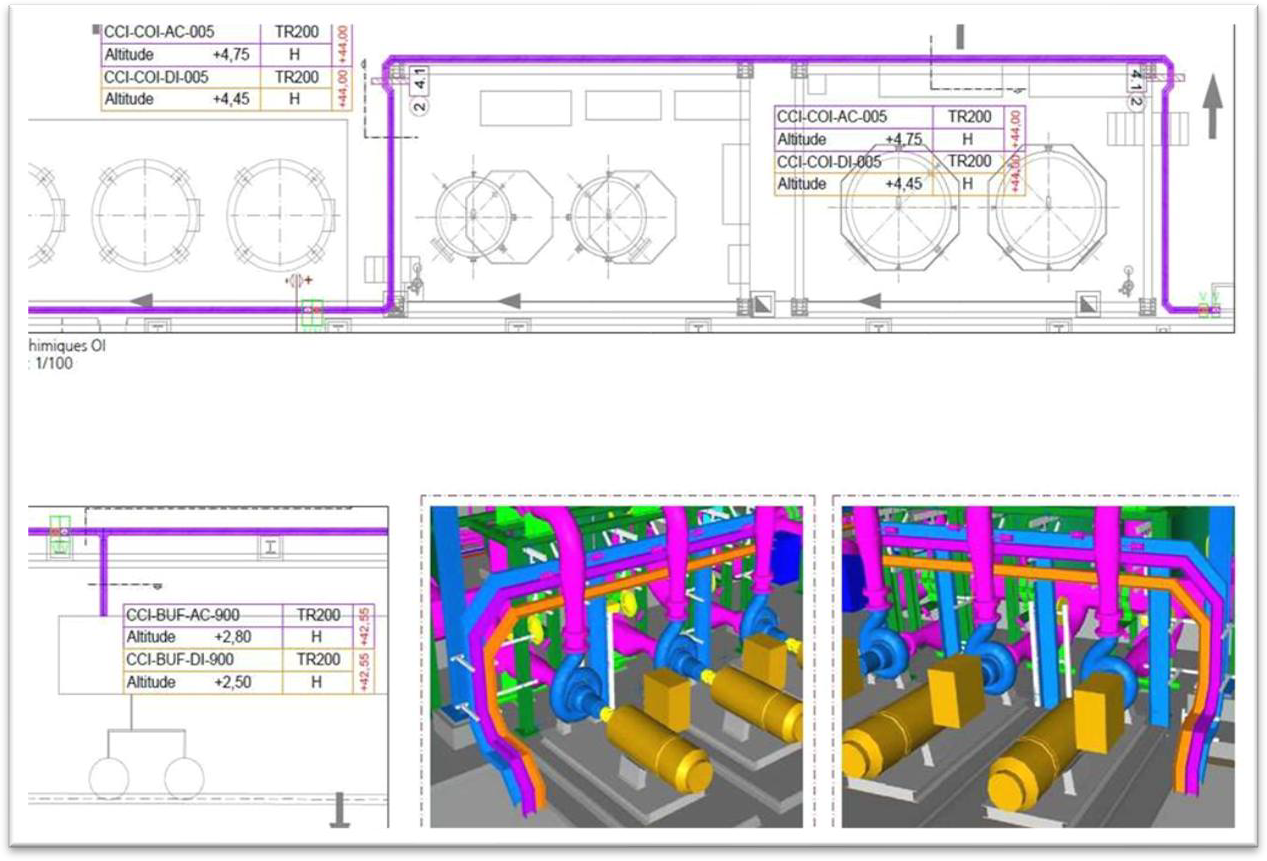 CCI-COI-AC-005 TR200 +44,00
Altitude +4,75 H
CCI-COI-DI-005 TR200 +44,00
Altitude +4,45 H
4.1
2
4.1
2
CCI-COI-AC-005 TR200 +44,00
Altitude +4,75 H
CCI-COI-DI-005 TR200 +44,00
Altitude +4,45 H
himiques OI
: 1/100
CCI-BUF-AC-900 TR200 +42,55
Altitude +2,80 H
CCI-BUF-DI-900 TR200 +42,55
Altitude +2,50 H